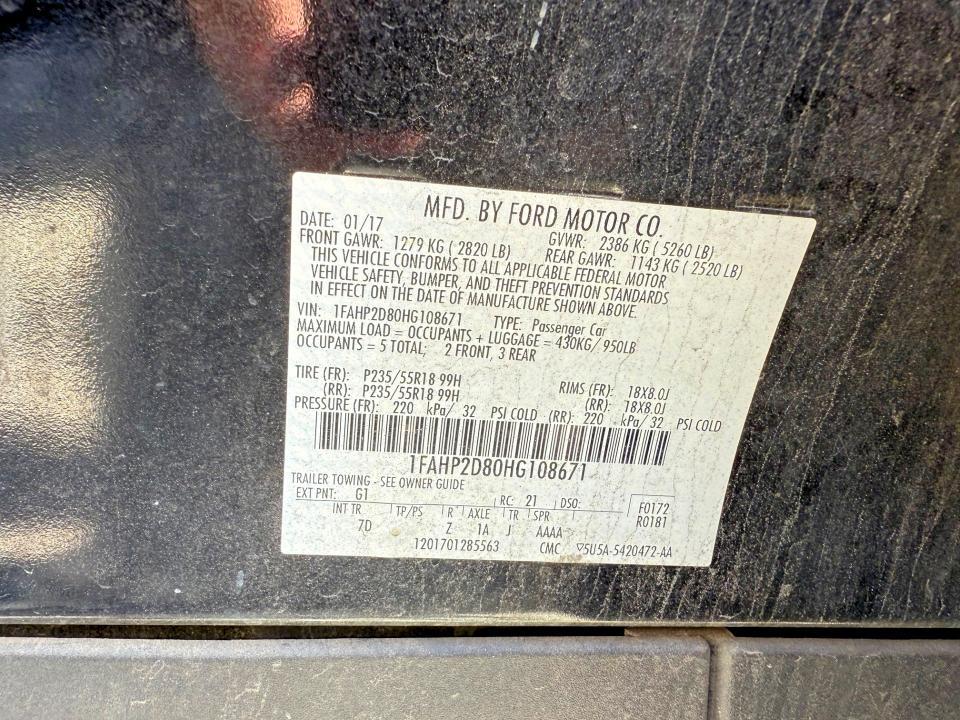 MFD. BY FORD MOTOR CO.
DATE: 01/17 GVWR: 2386 KG ( 5260 LB)
FRONT GAWR: 1279 KG ( 2820 LB) REAR GAWR: 1143 KG ( 2520 LB)
THIS VEHICLE CONFORMS TO ALL APPLICABLE FEDERAL MOTOR
VEHICLE SAFETY, BUMPER, AND THEFT PREVENTION STANDARDS
IN EFFECT ON THE DATE OF MANUFACTURE SHOWN ABOVE.
VIN: 1FAHP2D80HG108671 TYPE: Passenger Car
MAXIMUM LOAD = OCCUPANTS + LUGGAGE = 430KG/ 950LB
OCCUPANTS = 5 TOTAL; 2 FRONT, 3 REAR
TIRE (FR): P235/55R18 99H RIMS (FR): 18X8.0J
(RR): P235/55R18 99H (RR): 18X8.0J
PRESSURE (FR): 220 kPa/ 32 PSI COLD (RR): 220 kPa/ 32 PSI COLD
1FAHP2D80HG108671
TRAILER TOWING - SEE OWNER GUIDE
EXT PNT: G1 RC: 21 DSO: F0172
INT TR TP/PS R AXLE TR SPR R0181
7D Z 1A J AAAA
1201701285563 CMC ▽5U5A-5420472-AA